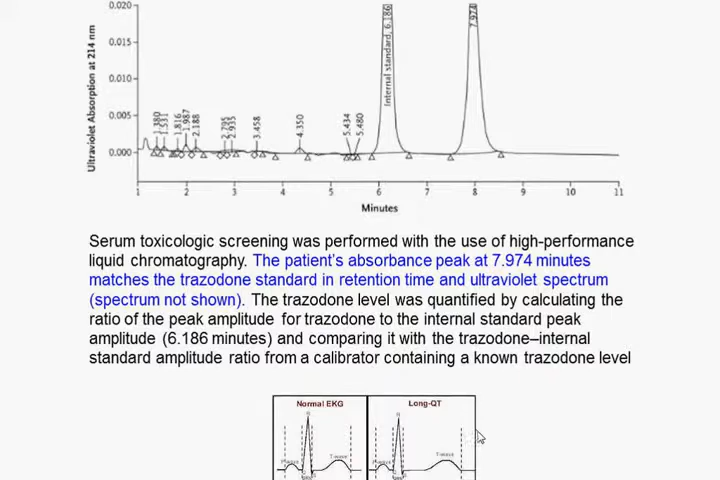 0.020
0.015
0.010
0.005
0.000
Ultraviolet Absorption at 214 nm
1.380
1.531
1.816
1.987
2.188
2.795
2.935
3.458
4.350
5.434
5.480
Internal standard, 6.186
7.974
1 2 3 4 5 6 7 8 9 10 11
Minutes
Serum toxicologic screening was performed with the use of high-performance
liquid chromatography. The patient's absorbance peak at 7.974 minutes
matches the trazodone standard in retention time and ultraviolet spectrum
(spectrum not shown). The trazodone level was quantified by calculating the
ratio of the peak amplitude for trazodone to the internal standard peak
amplitude (6.186 minutes) and comparing it with the trazodone–internal
standard amplitude ratio from a calibrator containing a known trazodone level
Normal EKG Long-QT
R R
P-wave T-wave P-wave T-wave